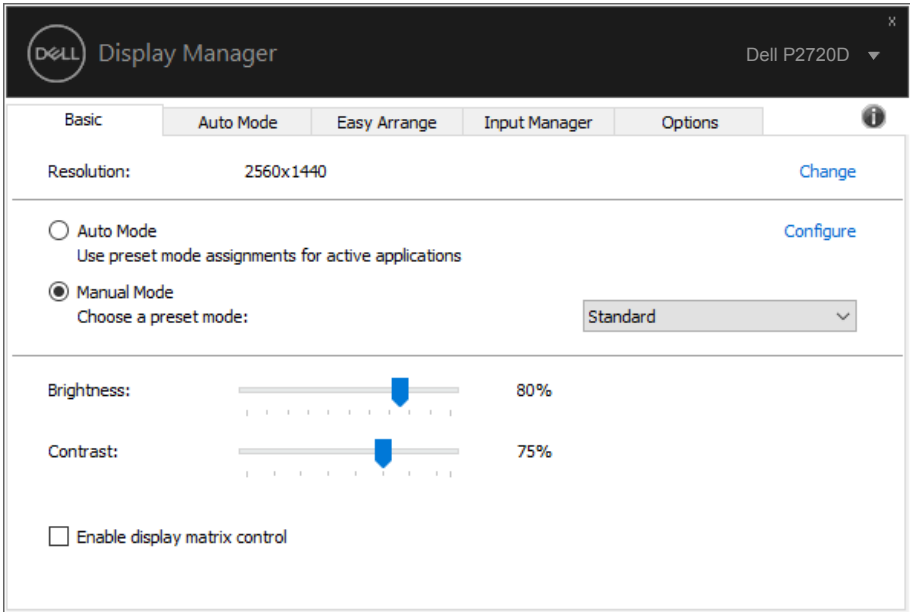 x
DELL Display Manager
Dell P2720D
Basic Auto Mode Easy Arrange Input Manager Options
Resolution: 2560x1440 Change
Auto Mode Configure
Use preset mode assignments for active applications
Manual Mode
Choose a preset mode: Standard
Brightness: 80%
Contrast: 75%
Enable display matrix control